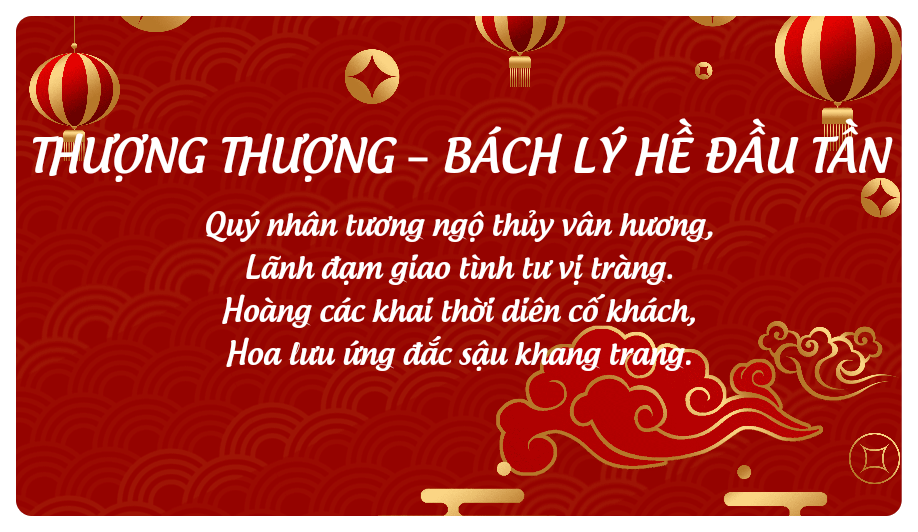 THƯỢNG THƯỢNG – BÁCH LÝ HỀ ĐẦU TẦN
Quý nhân tương ngộ thủy vân hương,
Lãnh đạm giao tình tư vị tràng.
Hoàng các khai thời diên cố khách,
Hoa lưu ứng đắc sậu khang trang.